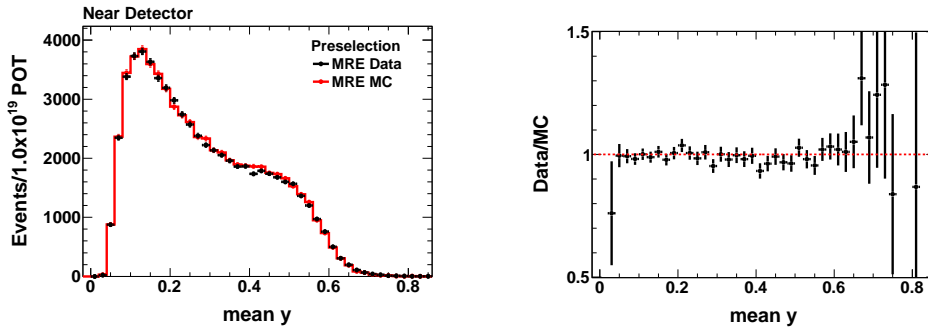 Near Detector
Preselection
MRE Data
MRE MC
Events/1.0x10¹⁹ POT
4000
3000
2000
1000
0
0 0.2 0.4 0.6 0.8
mean y
Data/MC
1.5
1
0.5
0 0.2 0.4 0.6 0.8
mean y